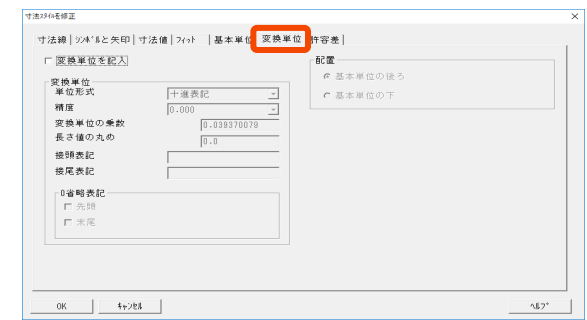 寸法ｽﾀｲﾙを修正
寸法線 ｼﾝﾎﾞﾙと矢印 寸法値 ﾌｨｯﾄ 基本単位 変換単位 許容差
変換単位を記入
変換単位
単位形式 十進表記
精度 0.000
変換単位の乗数 0.039370079
長さ値の丸め 0.0
接頭表記
接尾表記
0省略表記
先頭
末尾
配置
基本単位の後ろ
基本単位の下
OK ｷｬﾝｾﾙ ﾍﾙﾌﾟ